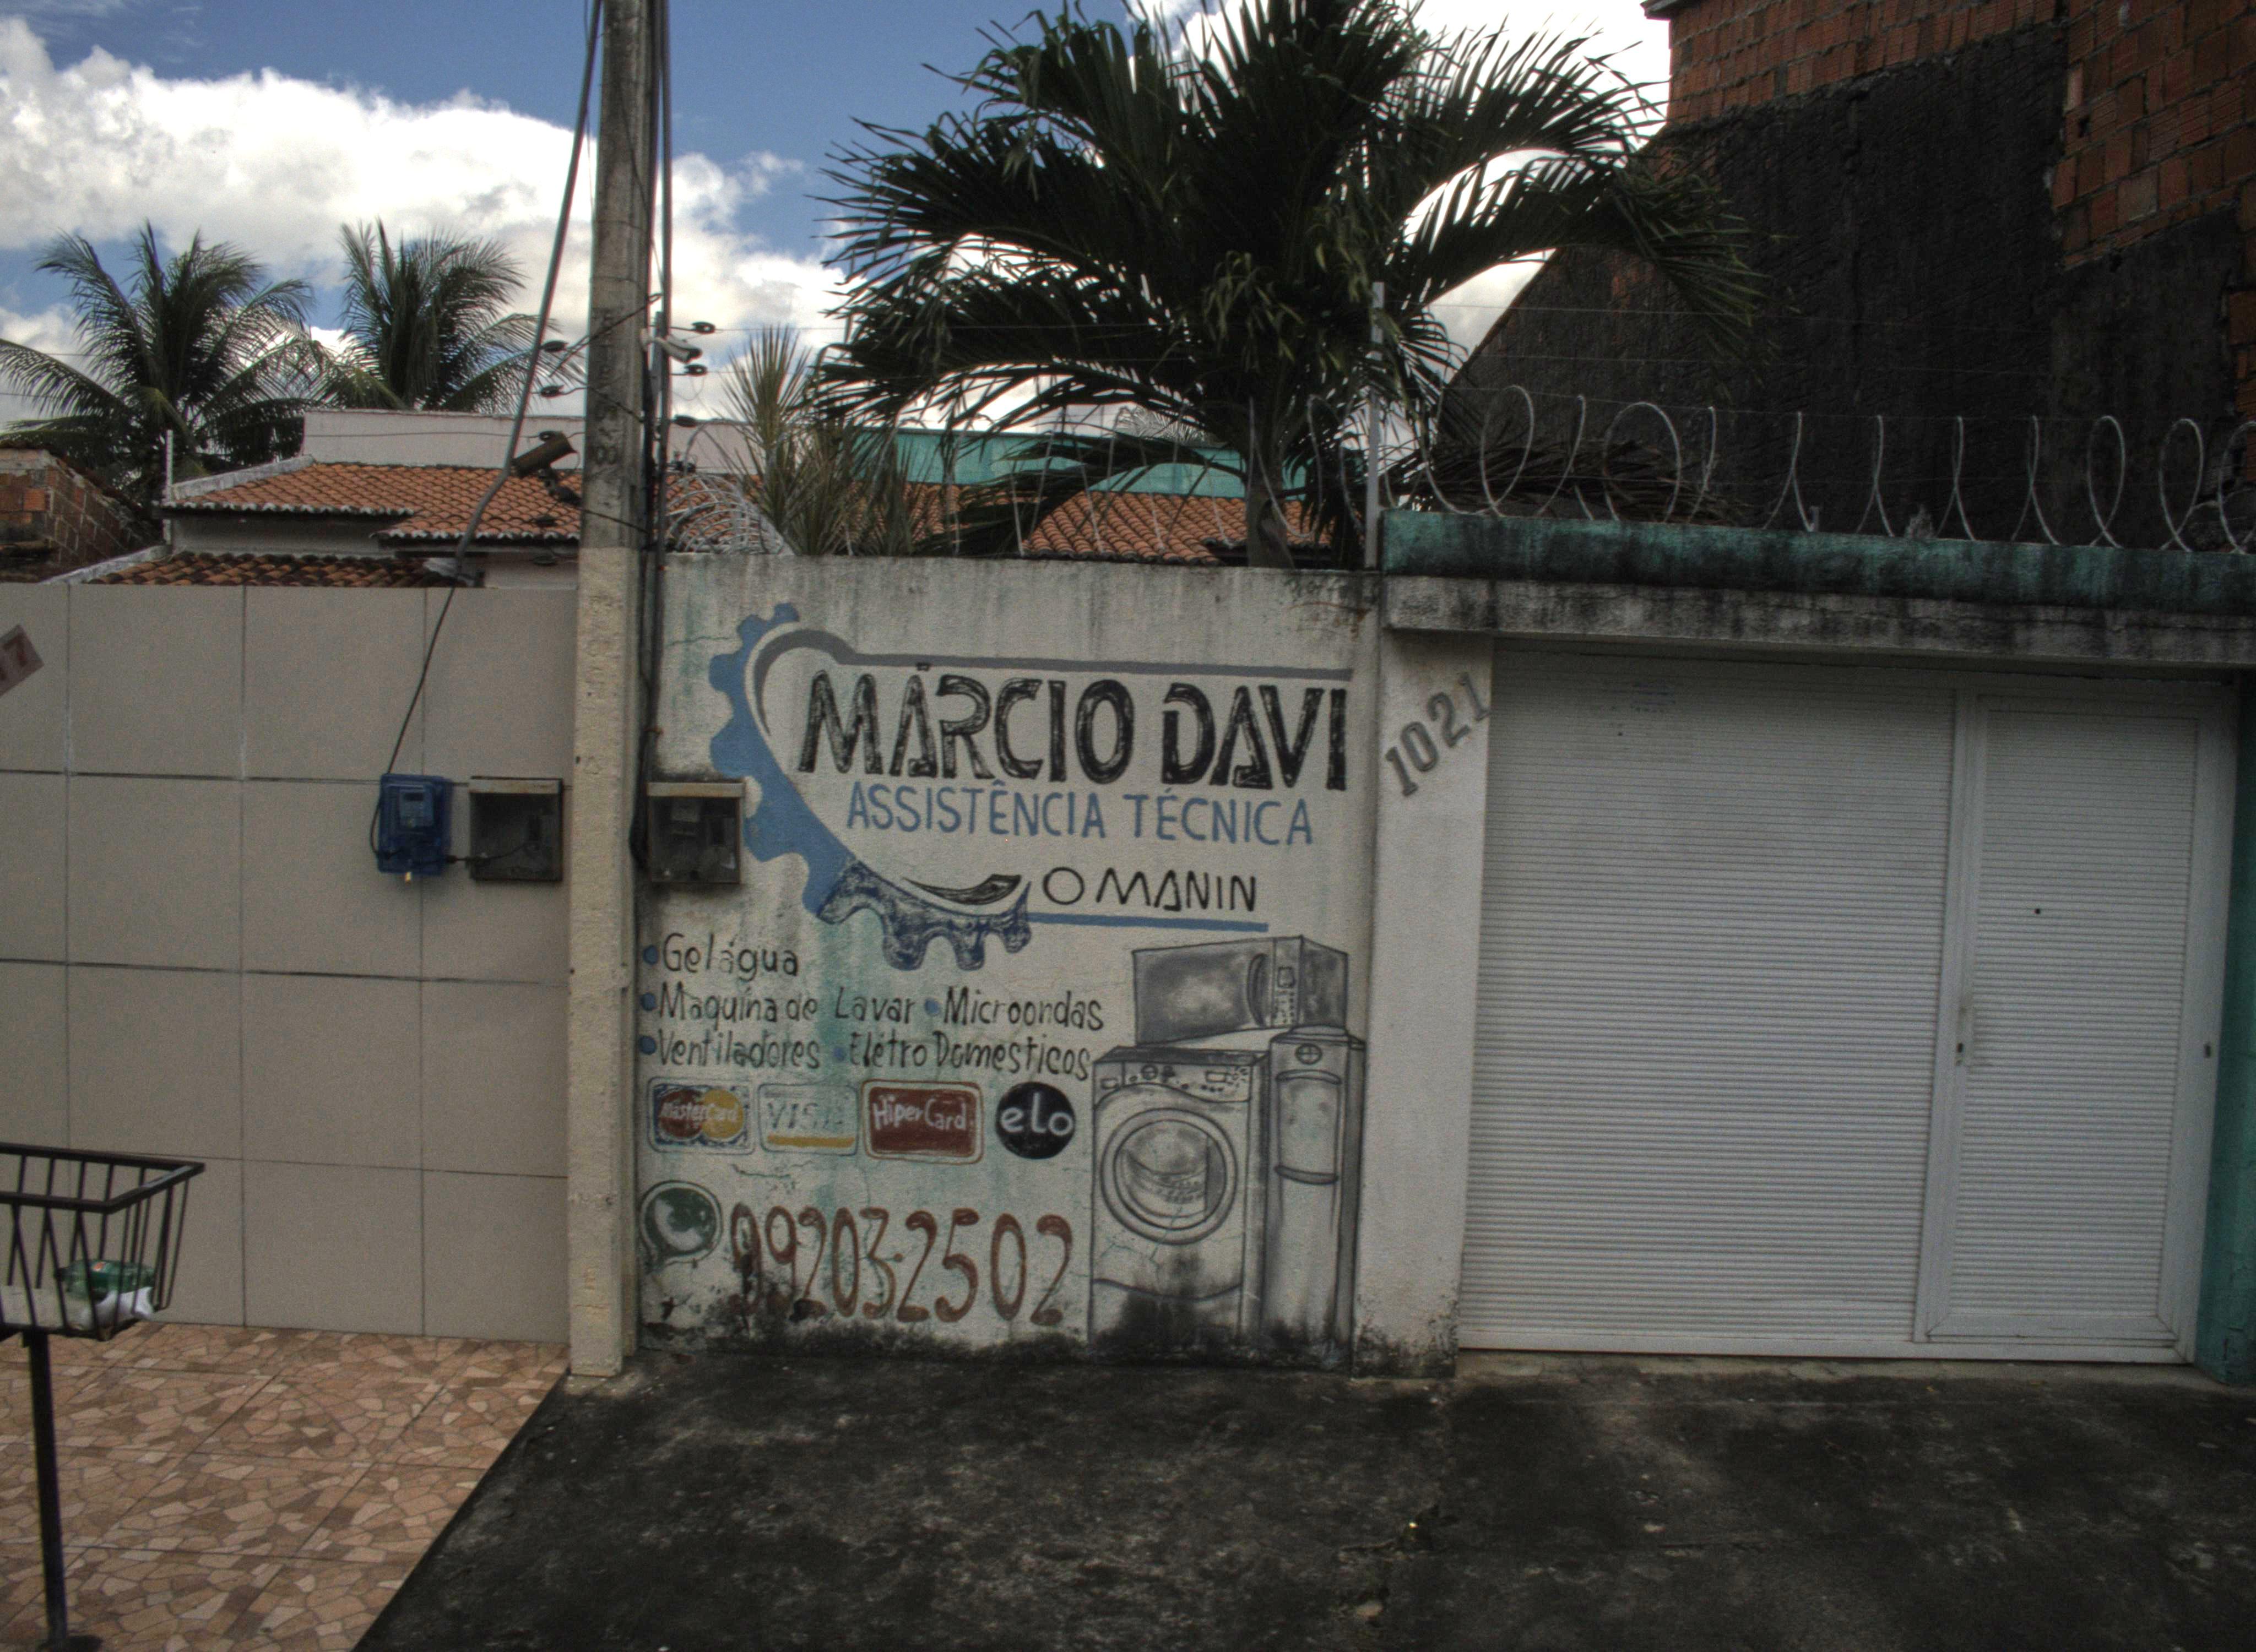 MÁRCIO DAVI
ASSISTÊNCIA TÉCNICA
O MANIN
1021
• Gelágua
• Maquina de Lavar • Microondas
• Ventiladores • Elétro Domesticos
MasterCard VISA HiperCard elo
99203-2502
7